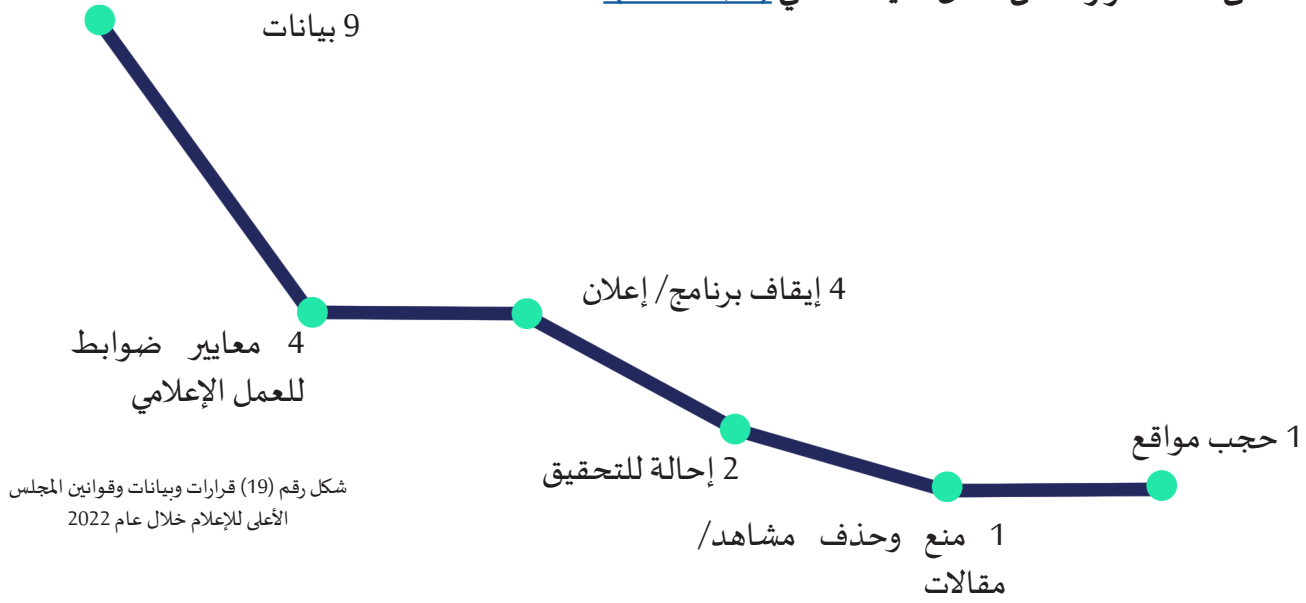 9 بيانات
4 إيقاف برنامج/ إعلان
4 معايير ضوابط
للعمل الإعلامي
1 حجب مواقع
2 إحالة للتحقيق
شكل رقم (19) قرارات وبيانات وقوانين المجلس
الأعلى للإعلام خلال عام 2022
1 منع وحذف مشاهد/
مقالات